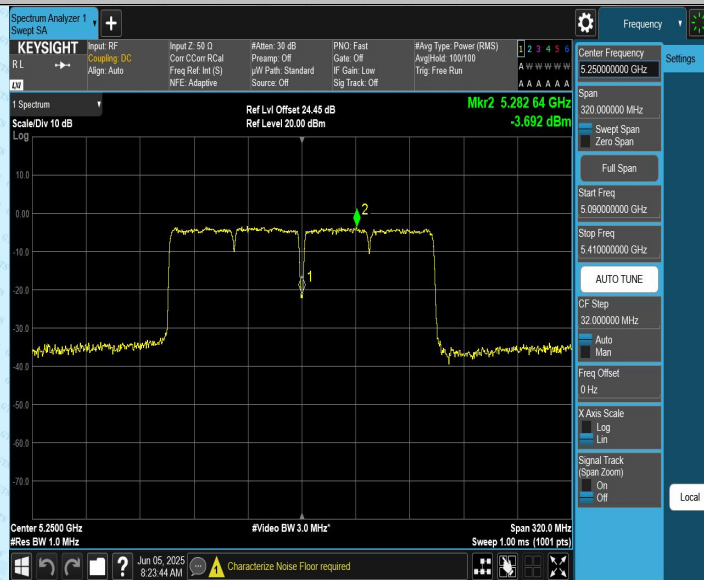 Spectrum Analyzer 1
Swept SA
+
Frequency
KEYSIGHT
R L
LXI
Input: RF
Coupling: DC
Align: Auto
Input Z: 50 Ω
Corr CCorr RCal
Freq Ref: Int (S)
NFE: Adaptive
#Atten: 30 dB
Preamp: Off
µW Path: Standard
Source: Off
PNO: Fast
Gate: Off
IF Gain: Low
Sig Track: Off
#Avg Type: Power (RMS)
Avg|Hold: 100/100
Trig: Free Run
1 2 3 4 5 6
A W W W W W
A A A A A A
1 Spectrum
Scale/Div 10 dB
Log
Ref Lvl Offset 24.45 dB
Ref Level 20.00 dBm
Mkr2 5.282 64 GHz
-3.692 dBm
10.0
0.00
-10.0
-20.0
-30.0
-40.0
-50.0
-60.0
-70.0
2
1
Center 5.2500 GHz
#Res BW 1.0 MHz
#Video BW 3.0 MHz*
Span 320.0 MHz
Sweep 1.00 ms (1001 pts)
Center Frequency
5.250000000 GHz
Settings
Span
320.000000 MHz
Swept Span
Zero Span
Full Span
Start Freq
5.090000000 GHz
Stop Freq
5.410000000 GHz
AUTO TUNE
CF Step
32.000000 MHz
Auto
Man
Freq Offset
0 Hz
X Axis Scale
Log
Lin
Signal Track
(Span Zoom)
On
Off
Local
?
Jun 05, 2025
8:23:44 AM
1
Characterize Noise Floor required